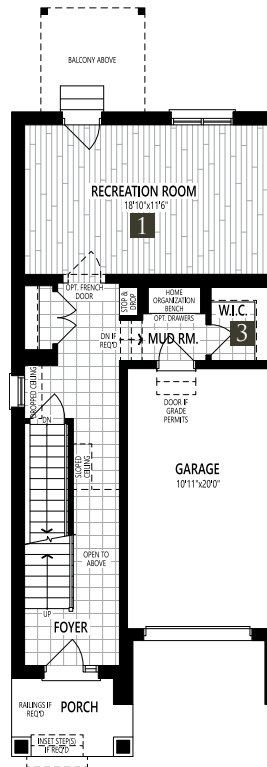 BALCONY ABOVE
RECREATION ROOM
18'10"x11'6"
1
OPT. FRENCH
DOOR
STOP &
DROP
HOME
ORGANIZATION
BENCH
OPT. DRAWERS
W.I.C.
3
DN IF
REQ'D
MUD RM.
DROPPED CEILING
DOOR IF
GRADE
PERMITS
DN
SLOPED
CEILING
GARAGE
10'11"x20'0"
OPEN TO
ABOVE
UP
FOYER
RAILINGS IF
REQ'D
PORCH
INSET STEP(S)
IF REQ'D